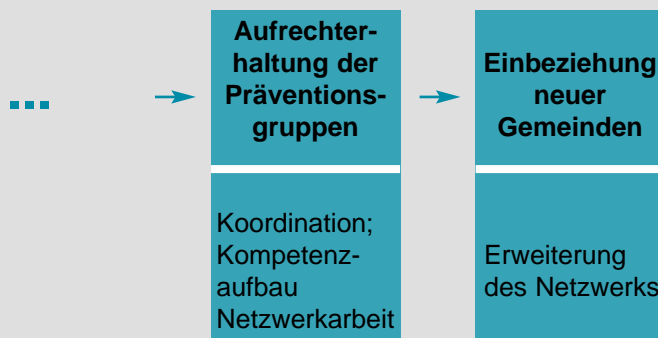 ...
Aufrechter-
haltung der
Präventions-
gruppen
Einbeziehung
neuer
Gemeinden
Koordination;
Kompetenz-
aufbau
Netzwerkarbeit
Erweiterung
des Netzwerks